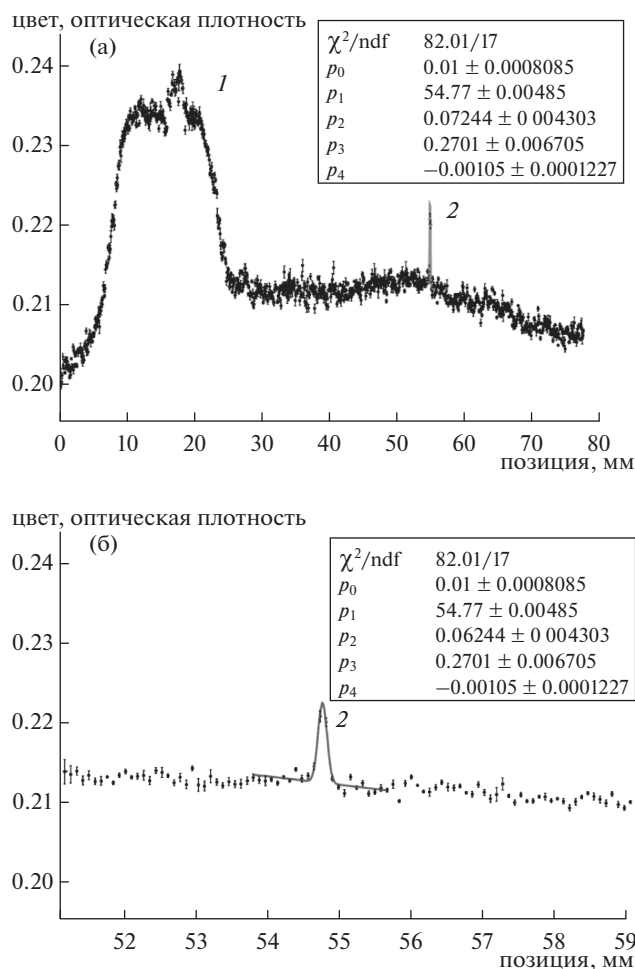 цвет, оптическая плотность
(а)
0.24
0.23
0.22
0.21
0.20
1
2
χ²/ndf 82.01/17
p₀ 0.01 ± 0.0008085
p₁ 54.77 ± 0.00485
p₂ 0.07244 ± 0 004303
p₃ 0.2701 ± 0.006705
p₄ −0.00105 ± 0.0001227
0 10 20 30 40 50 60 70 80
позиция, мм
цвет, оптическая плотность
(б)
0.24
0.23
0.22
0.21
0.20
2
χ²/ndf 82.01/17
p₀ 0.01 ± 0.0008085
p₁ 54.77 ± 0.00485
p₂ 0.06244 ± 0 004303
p₃ 0.2701 ± 0.006705
p₄ −0.00105 ± 0.0001227
52 53 54 55 56 57 58 59
позиция, мм